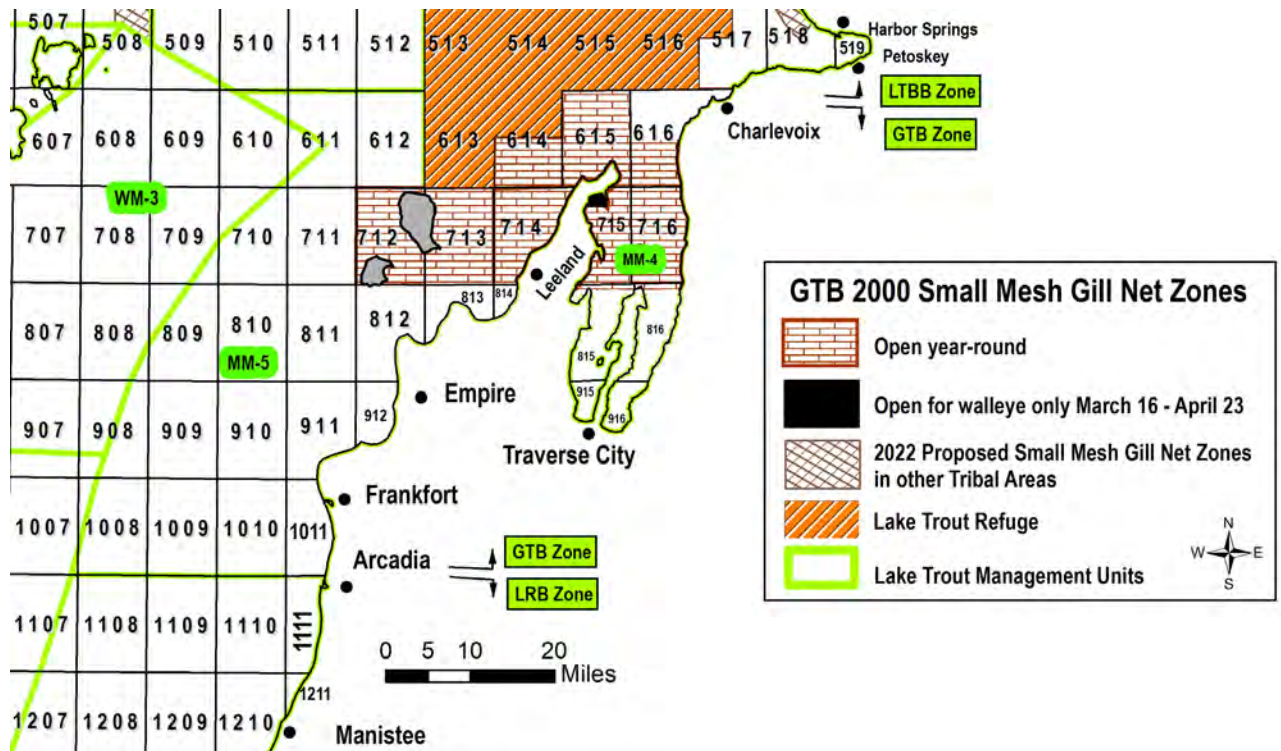 507 508 509 510 511 512 513 514 515 516 517 518 519
Harbor Springs
Petoskey
LTBB Zone
GTB Zone
Charlevoix
607 608 609 610 611 612 613 614 615 616
WM-3
707 708 709 710 711 712 713 714 715 716
MM-4
Leeland
807 808 809 810 811 812 813 814 815 816
MM-5
Empire
907 908 909 910 911 912 915 916
Traverse City
Frankfort
1007 1008 1009 1010 1011
Arcadia
GTB Zone
LRB Zone
1107 1108 1109 1110 1111
0 5 10 20
Miles
1207 1208 1209 1210 1211
Manistee
GTB 2000 Small Mesh Gill Net Zones
Open year-round
Open for walleye only March 16 - April 23
2022 Proposed Small Mesh Gill Net Zones
in other Tribal Areas
Lake Trout Refuge
Lake Trout Management Units
N
W E
S